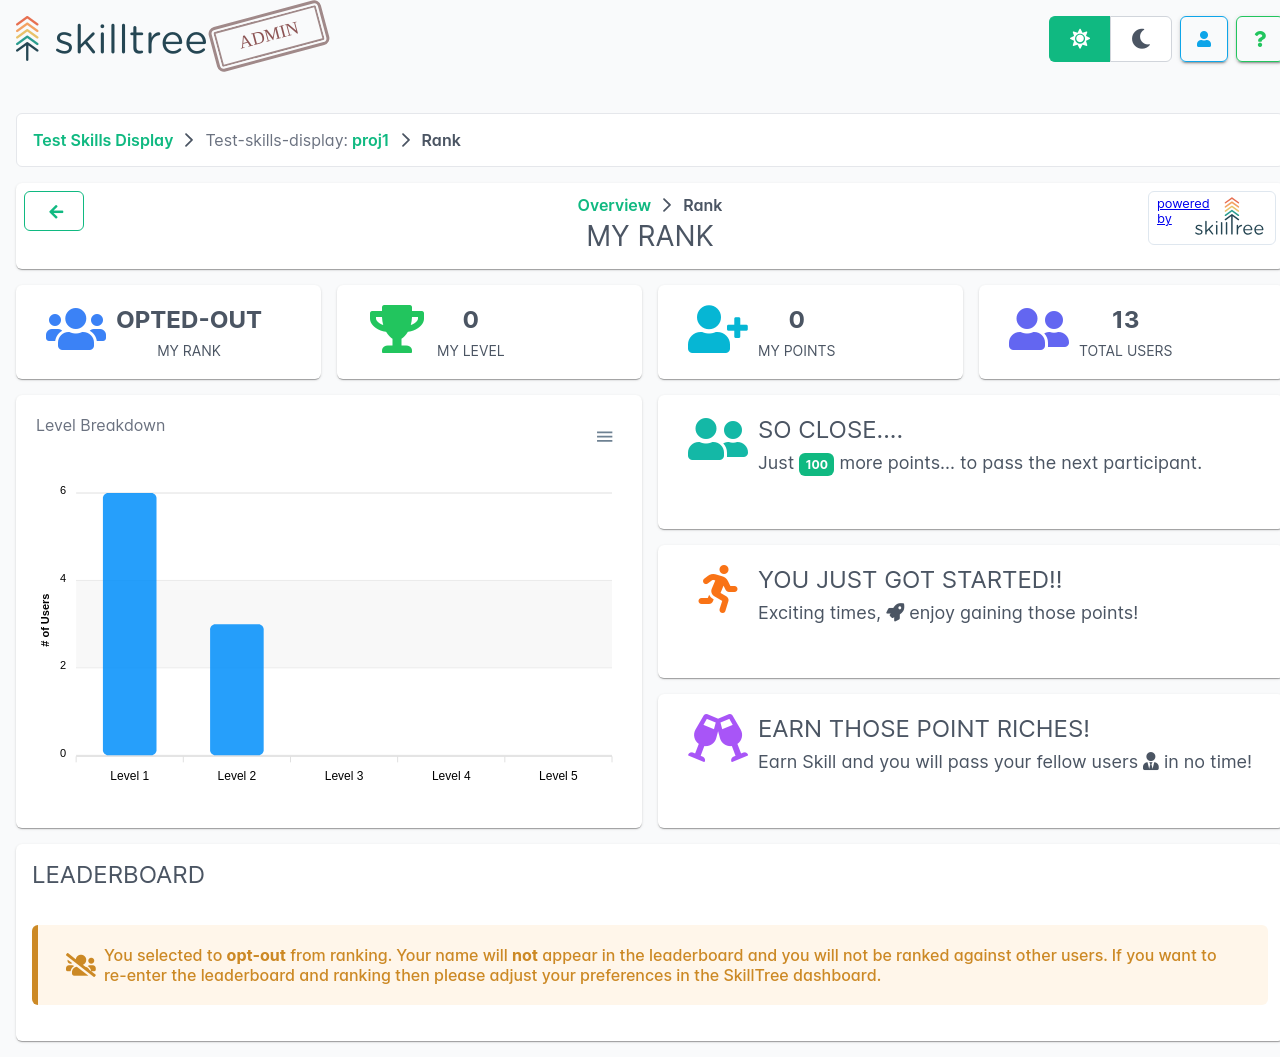 skilltree
ADMIN
?
Test Skills Display > Test-skills-display: proj1 > Rank
Overview > Rank
MY RANK
powered
by
skilltree
OPTED-OUT
MY RANK
0
MY LEVEL
0
MY POINTS
13
TOTAL USERS
Level Breakdown
6
4
2
0
# of Users
Level 1
Level 2
Level 3
Level 4
Level 5
SO CLOSE....
Just 100 more points... to pass the next participant.
YOU JUST GOT STARTED!!
Exciting times, enjoy gaining those points!
EARN THOSE POINT RICHES!
Earn Skill and you will pass your fellow users in no time!
LEADERBOARD
You selected to opt-out from ranking. Your name will not appear in the leaderboard and you will not be ranked against other users. If you want to
re-enter the leaderboard and ranking then please adjust your preferences in the SkillTree dashboard.